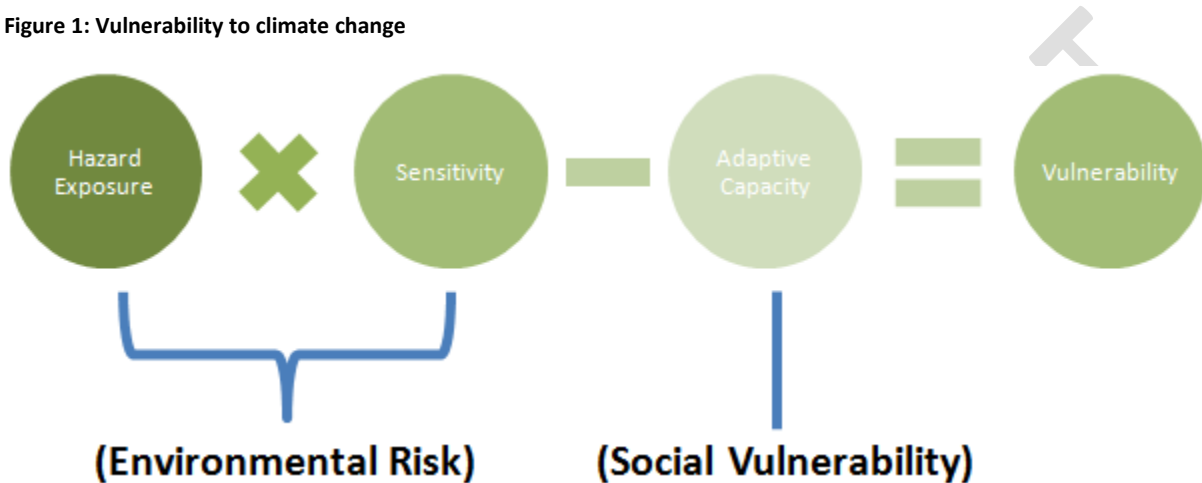 Figure 1: Vulnerability to climate change
Hazard
Exposure
Sensitivity
Adaptive
Capacity
Vulnerability
(Environmental Risk)
(Social Vulnerability)